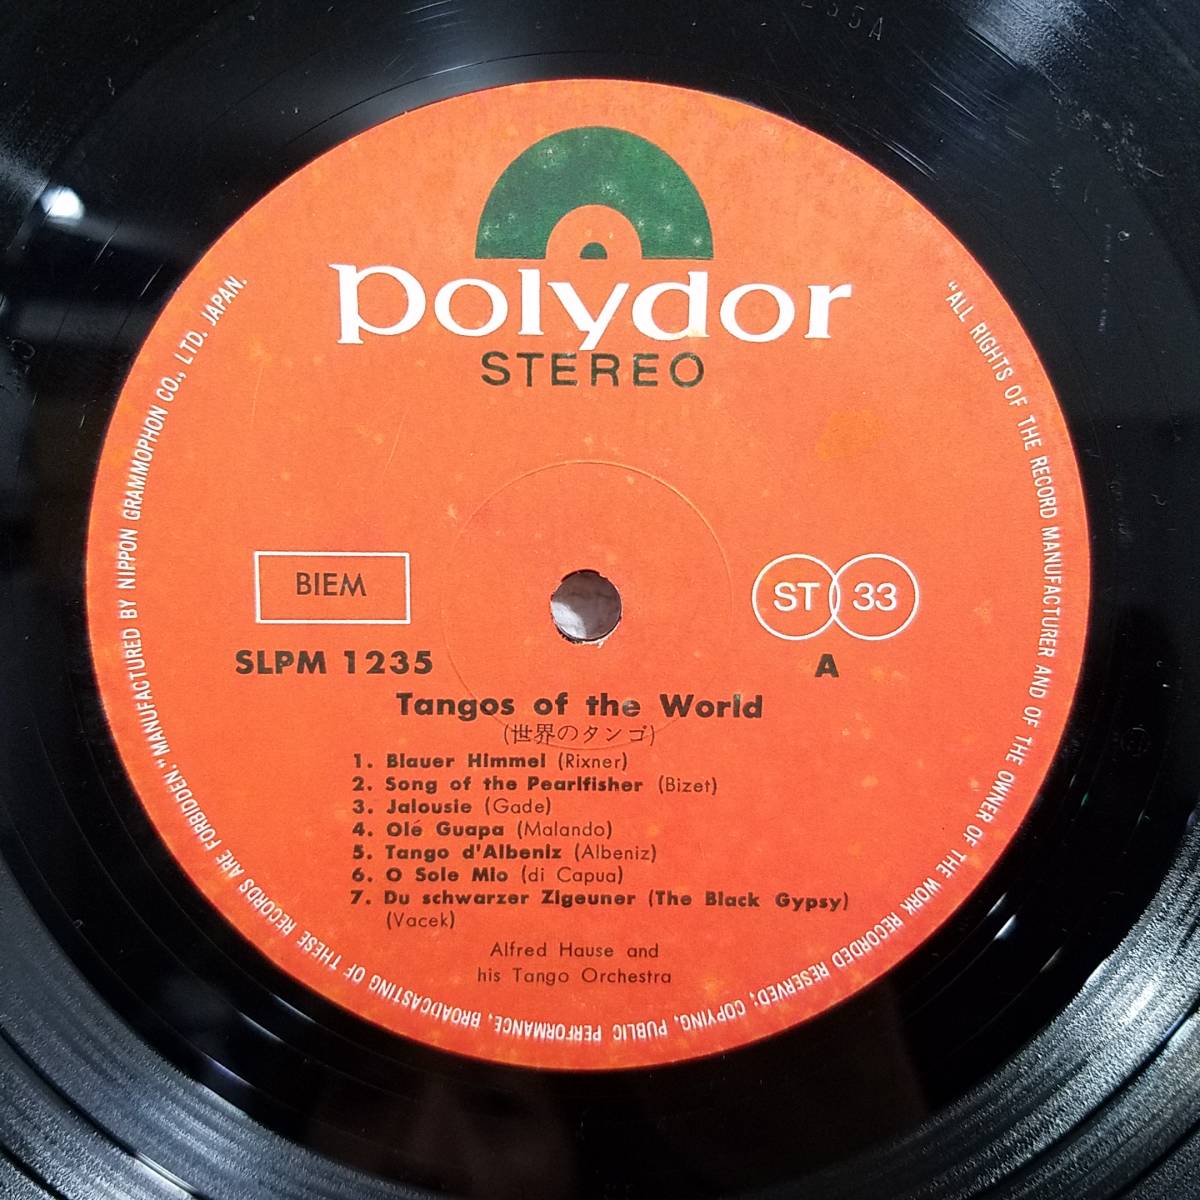 polydor
STEREO
BIEM
ST 33
SLPM 1235
A
Tangos of the World
(世界のタンゴ)
1. Blauer Himmel (Rixner)
2. Song of the Pearlfisher (Bizet)
3. Jalousie (Gade)
4. Olé Guapa (Malando)
5. Tango d'Albeniz (Albeniz)
6. O Sole Mio (di Capua)
7. Du schwarzer Zigeuner (The Black Gypsy)
(Vacek)
Alfred Hause and
his Tango Orchestra
"ALL RIGHTS OF THE RECORD MANUFACTURER AND OF THE OWNER OF THE WORK RECORDED RESERVED; COPYING, PUBLIC PERFORMANCE, BROADCASTING OF THESE RECORDS ARE FORBIDDEN." MANUFACTURED BY NIPPON GRAMMOPHON CO., LTD. JAPAN.